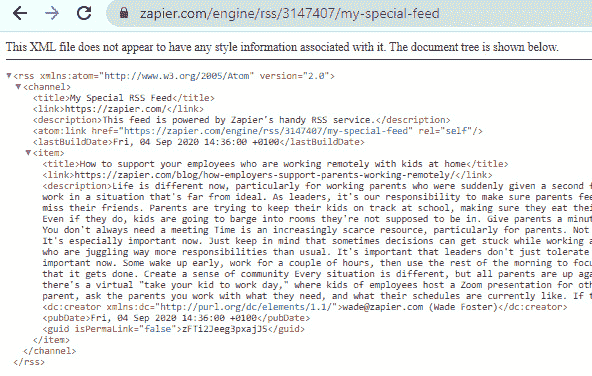 zapier.com/engine/rss/3147407/my-special-feed
This XML file does not appear to have any style information associated with it. The document tree is shown below.
<rss xmlns:atom="http://www.w3.org/2005/Atom" version="2.0">
<channel>
<title>My Special RSS Feed</title>
<link>https://zapier.com/</link>
<description>This feed is powered by Zapier's handy RSS service.</description>
<atom:link href="https://zapier.com/engine/rss/3147407/my-special-feed" rel="self"/>
<lastBuildDate>Fri, 04 Sep 2020 14:36:00 +0100</lastBuildDate>
<item>
<title>How to support your employees who are working remotely with kids at home</title>
<link>https://zapier.com/blog/how-employers-support-parents-working-remotely/</link>
<description>Life is different now, particularly for working parents who were suddenly given a second
work in a situation that's far from ideal. As leaders, it's our responsibility to make sure parents fee
miss their friends. Parents are trying to keep their kids on track at school, making sure they eat thei
Even if they do, kids are going to barge into rooms they're not supposed to be in. Give parents a minut
You don't always need a meeting Time is an increasingly scarce resource, particularly for parents. Not
It's especially important now. Just keep in mind that sometimes decisions can get stuck while working a
who are juggling way more responsibilities than usual. It's important that leaders don't just tolerate
important now. Some wake up early, work for a couple of hours, then use the rest of the morning to focu
that it gets done. Create a sense of community Every situation is different, but all parents are up aga
there's a virtual "take your kid to work day," where kids of employees host a Zoom presentation for oth
parent, ask the parents you work with what they need, and what their schedules are currently like. If t
<dc:creator xmlns:dc="http://purl.org/dc/elements/1.1/">wade@zapier.com (Wade Foster)</dc:creator>
<pubDate>Fri, 04 Sep 2020 14:36:00 +0100</pubDate>
<guid isPermaLink="false">zFTi2Jeeg3pxajJS</guid>
</item>
</channel>
</rss>